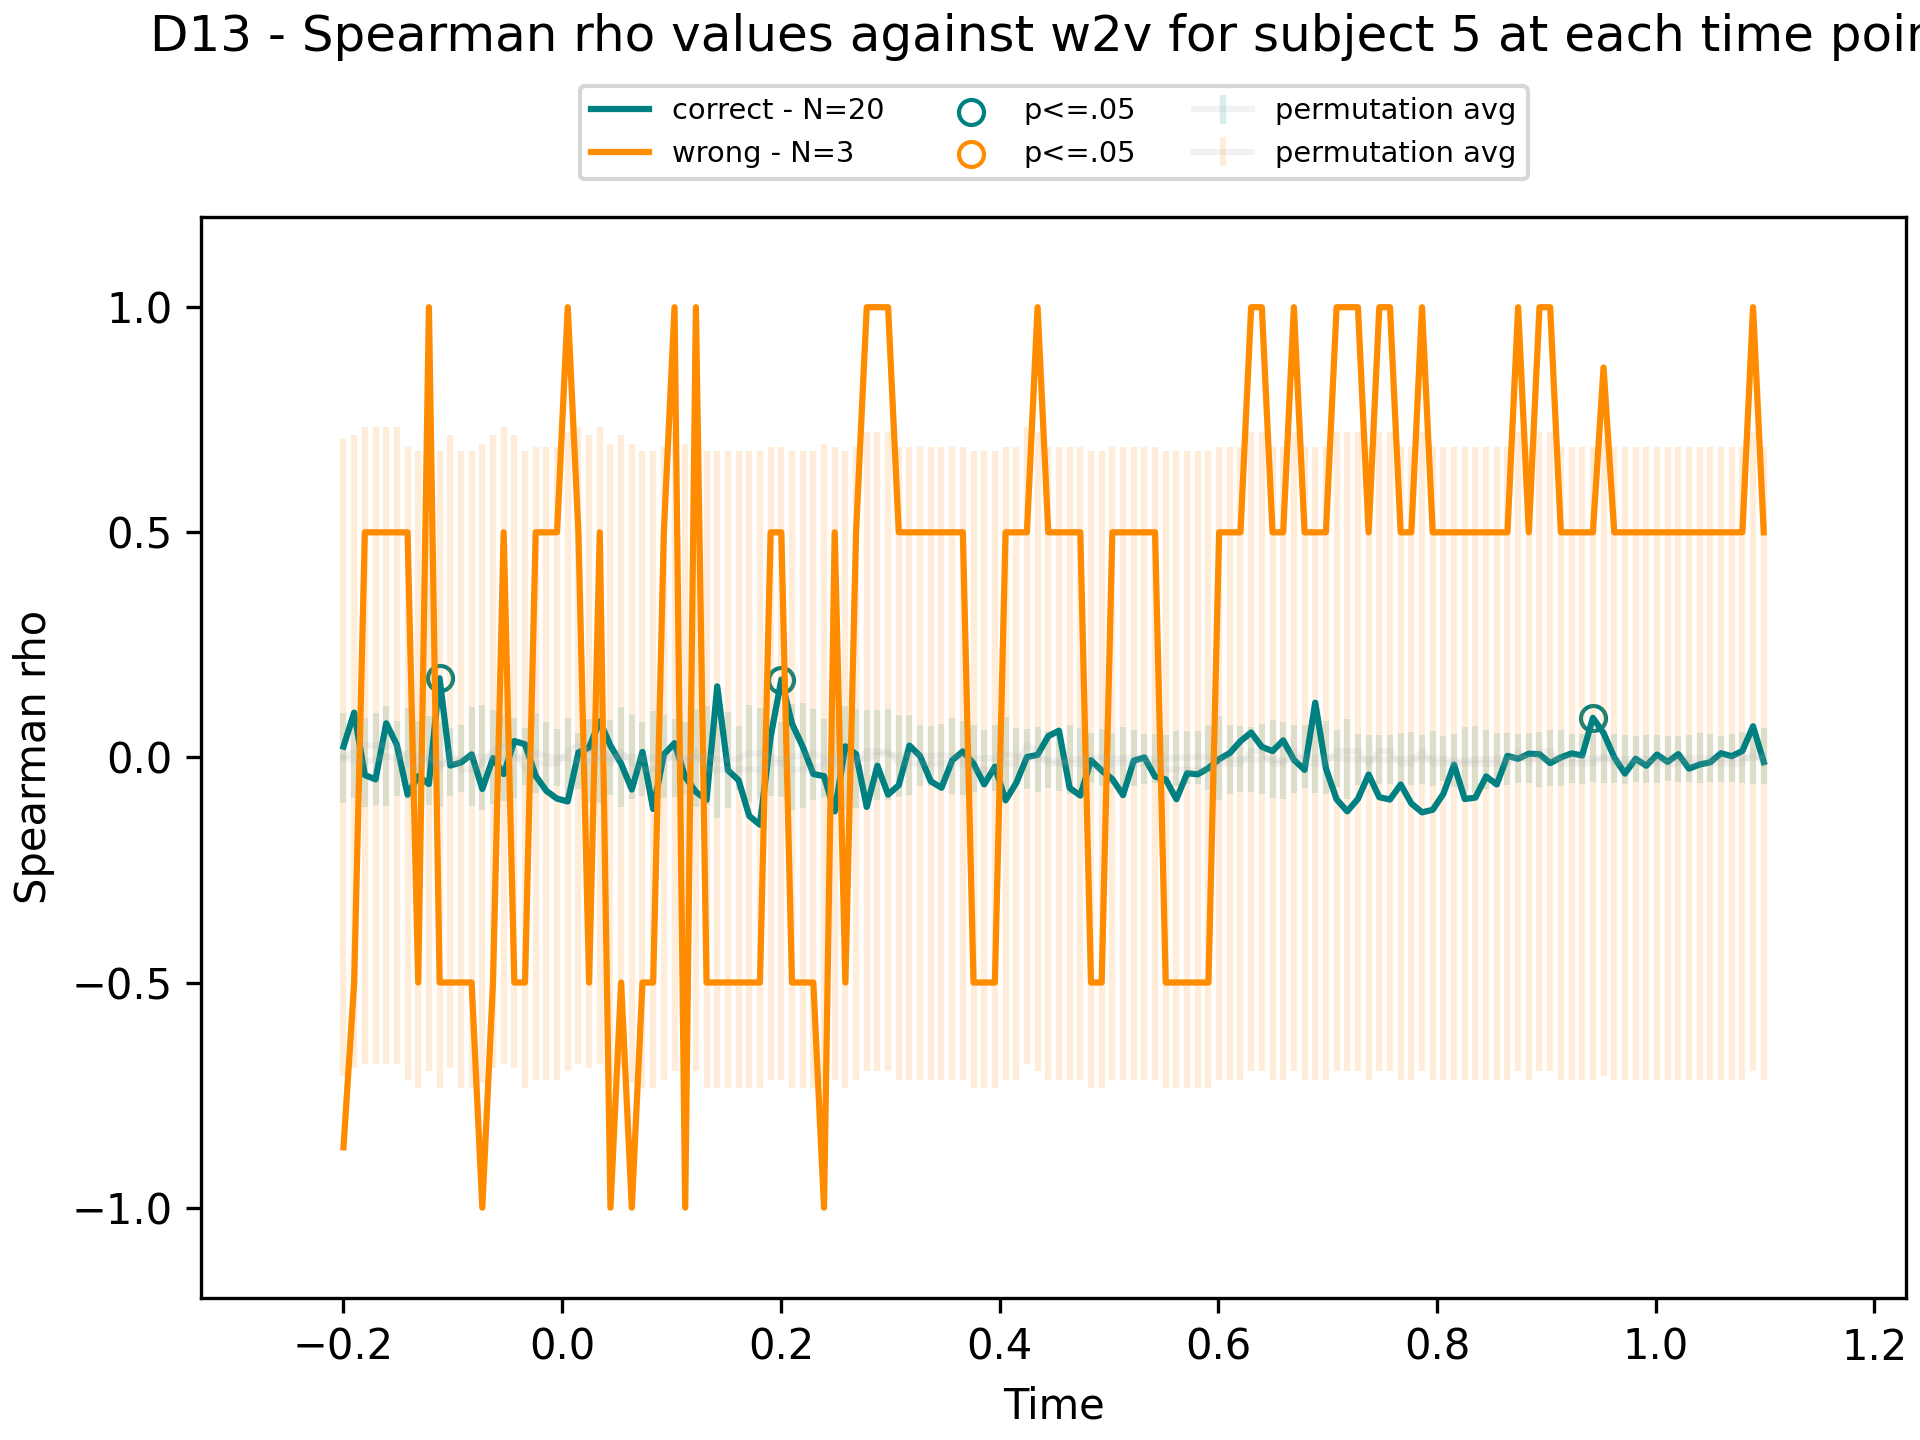 D13 - Spearman rho values against w2v for subject 5 at each time poin
correct - N=20 p<=.05 permutation avg
wrong - N=3 p<=.05 permutation avg
1.0
0.5
0.0
−0.5
−1.0
Spearman rho
−0.2 0.0 0.2 0.4 0.6 0.8 1.0 1.2
Time